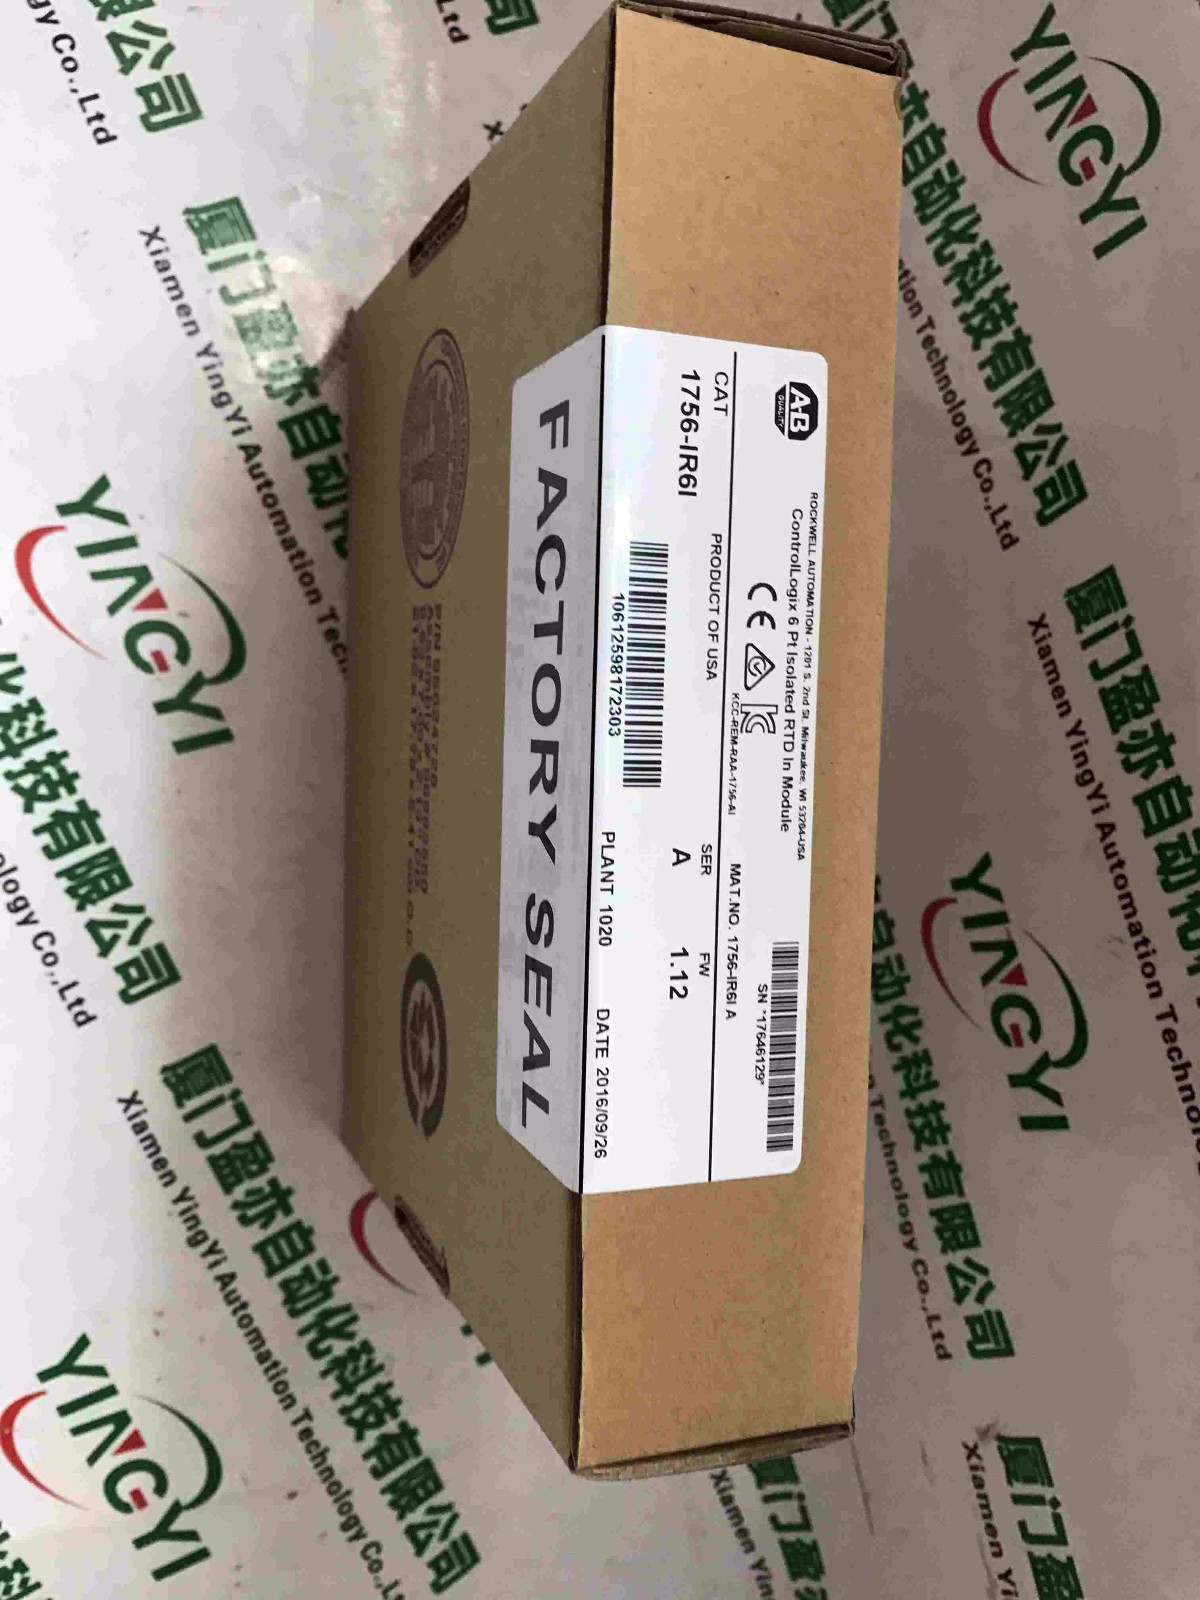 A-B
QUALITY
ROCKWELL AUTOMATION - 1201 S. 2nd St. Milwaukee, WI 53204-USA
ControlLogix 6 Pt Isolated RTD In Module
SN *17646129*
KCC-REM-RAA-1756-AI
MAT.NO. 1756-IR6I A
CAT
PRODUCT OF USA
SER
FW
1756-IR6I
A
1.12
10612598172303
PLANT 1020
DATE 2016/09/26
FACTORY SEAL
YINGYI
厦门盈亦自动化科技有限公司
Xiamen YingYi Automation Technology Co.,Ltd